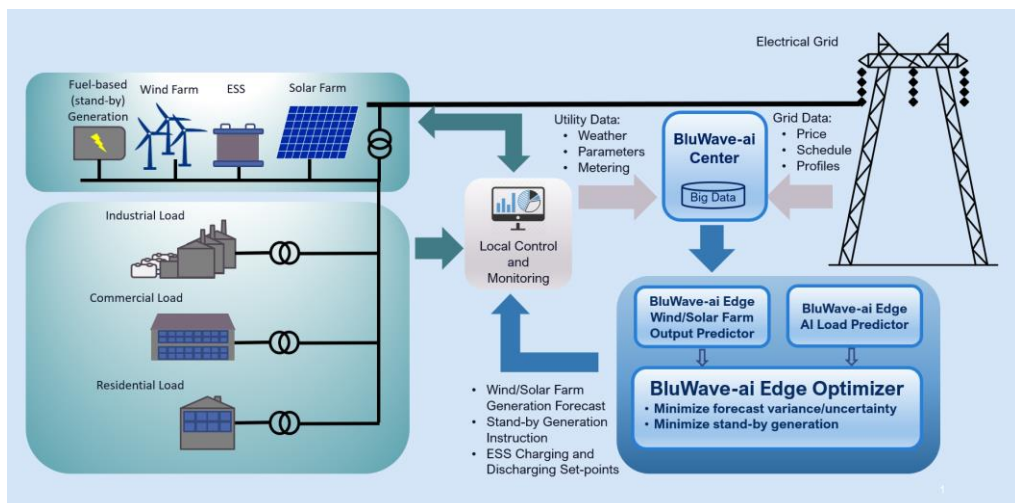 Electrical Grid
Fuel-based
(stand-by)
Generation
Wind Farm
ESS
Solar Farm
Utility Data:
• Weather
• Parameters
• Metering
BluWave-ai
Center
Big Data
Grid Data:
• Price
• Schedule
• Profiles
Industrial Load
Commercial Load
Residential Load
Local Control
and
Monitoring
BluWave-ai Edge
Wind/Solar Farm
Output Predictor
BluWave-ai Edge
AI Load Predictor
BluWave-ai Edge Optimizer
• Minimize forecast variance/uncertainty
• Minimize stand-by generation
• Wind/Solar Farm
Generation Forecast
• Stand-by Generation
Instruction
• ESS Charging and
Discharging Set-points
1